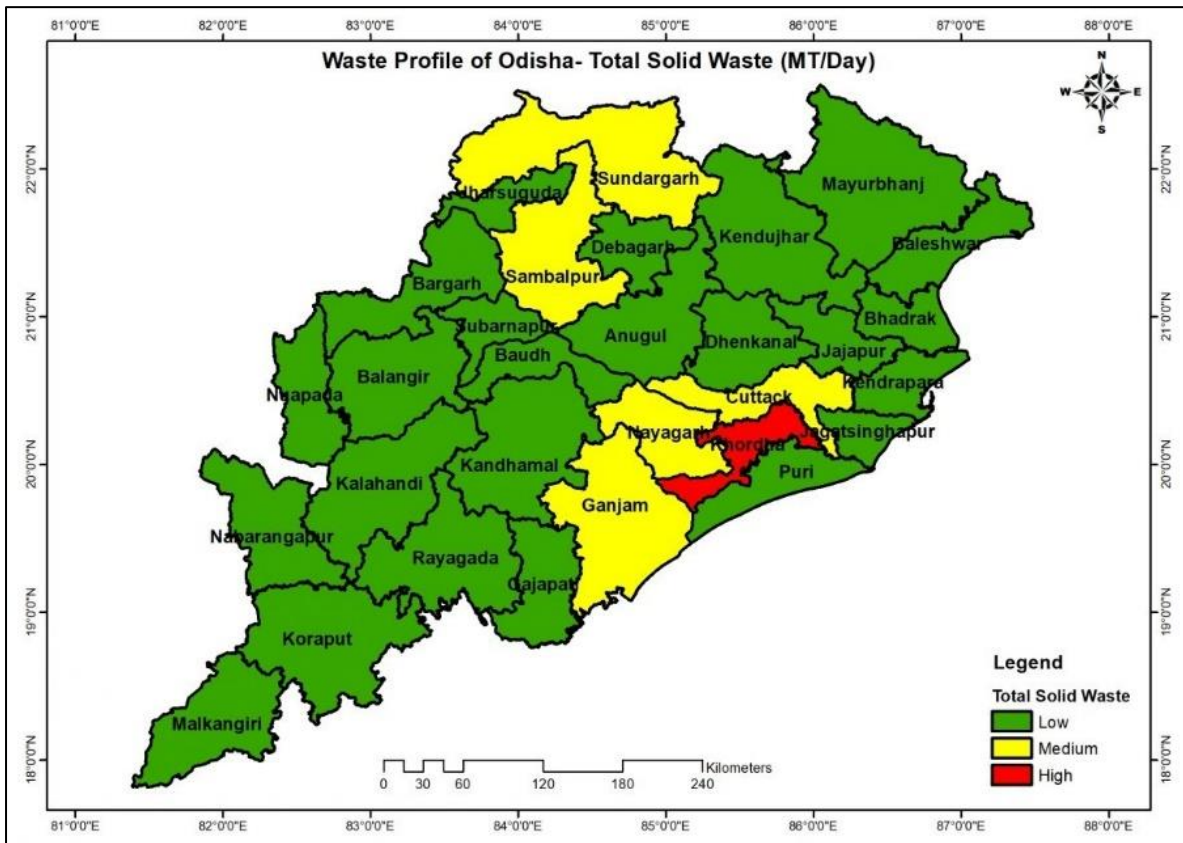 81°0'0"E 82°0'0"E 83°0'0"E 84°0'0"E 85°0'0"E 86°0'0"E 87°0'0"E 88°0'0"E
Waste Profile of Odisha- Total Solid Waste (MT/Day)
N
W E
S
22°0'0"N 22°0'0"N
Sundargarh
Mayurbhanj
Jharsuguda
Kendujhar
Baleshwar
Debagarh
Sambalpur
Bargarh
21°0'0"N 21°0'0"N
Bhadrak
Subarnapur
Anugul
Dhenkanal
Jajapur
Baudh
Balangir
Kendrapara
Nuapada
Cuttack
Nayagarh
Jagatsinghapur
Khordha
20°0'0"N 20°0'0"N
Kandhamal
Puri
Kalahandi
Ganjam
Nabarangapur
Rayagada
Gajapati
19°0'0"N 19°0'0"N
Koraput
Malkangiri
Legend
Total Solid Waste
Low
Medium
High
18°0'0"N 18°0'0"N
Kilometers
0 30 60 120 180 240
81°0'0"E 82°0'0"E 83°0'0"E 84°0'0"E 85°0'0"E 86°0'0"E 87°0'0"E 88°0'0"E